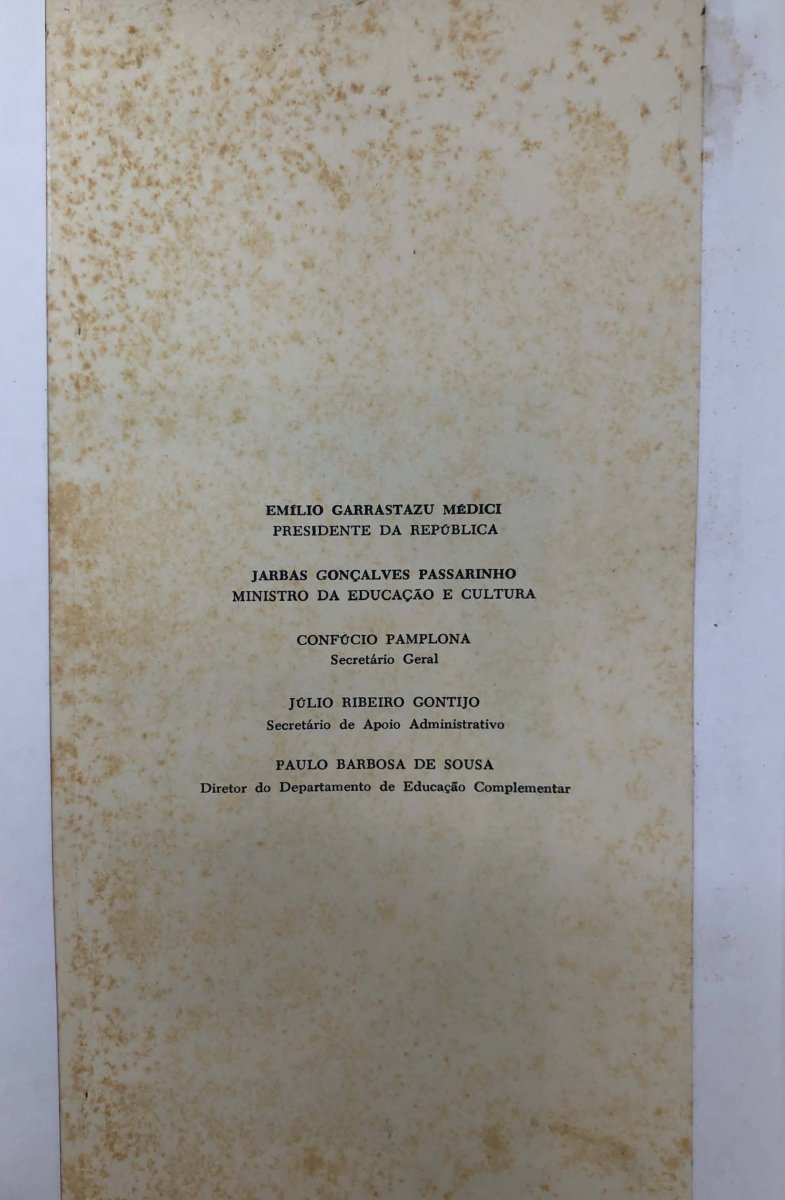 EMÍLIO GARRASTAZU MÉDICI
PRESIDENTE DA REPÚBLICA
JARBAS GONÇALVES PASSARINHO
MINISTRO DA EDUCAÇÃO E CULTURA
CONFÚCIO PAMPLONA
Secretário Geral
JÚLIO RIBEIRO GONTIJO
Secretário de Apoio Administrativo
PAULO BARBOSA DE SOUSA
Diretor do Departamento de Educação Complementar